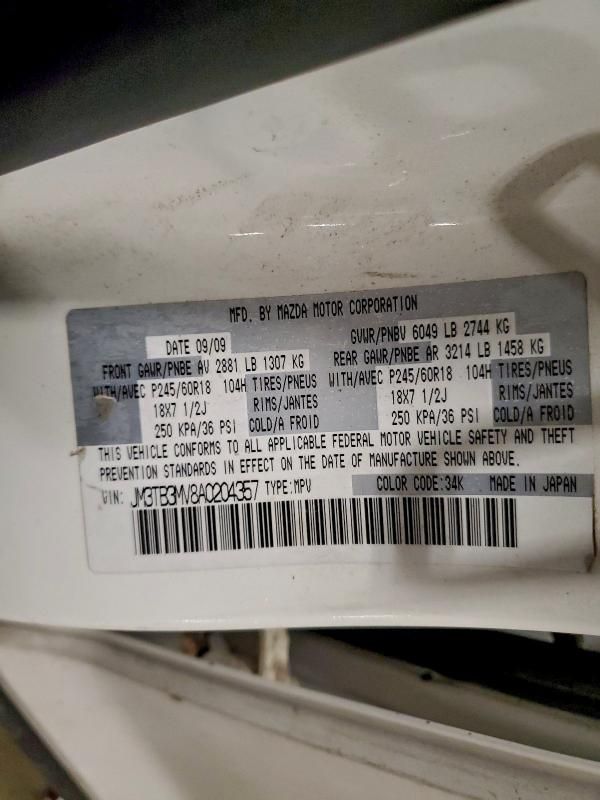 MFD. BY MAZDA MOTOR CORPORATION
DATE 09/09 GVWR/PNBV 6049 LB 2744 KG
FRONT GAWR/PNBE AV 2881 LB 1307 KG REAR GAWR/PNBE AR 3214 LB 1458 KG
WITH/AVEC P245/60R18 104H TIRES/PNEUS WITH/AVEC P245/60R18 104H TIRES/PNEUS
18X7 1/2J RIMS/JANTES 18X7 1/2J RIMS/JANTES
250 KPA/36 PSI COLD/A FROID 250 KPA/36 PSI COLD/A FROID
THIS VEHICLE CONFORMS TO ALL APPLICABLE FEDERAL MOTOR VEHICLE SAFETY AND THEFT
PREVENTION STANDARDS IN EFFECT ON THE DATE OF MANUFACTURE SHOWN ABOVE.
VIN: JM3TB3MV8A0204357 TYPE:MPV COLOR CODE:34K MADE IN JAPAN